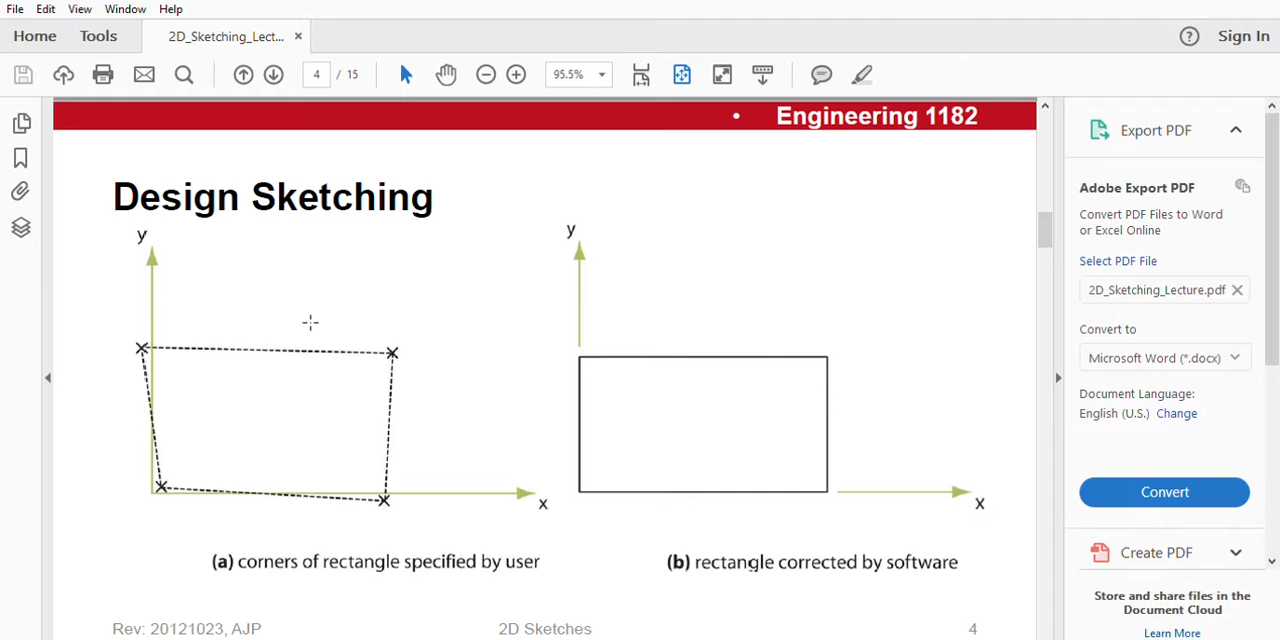 File Edit View Window Help
Home Tools 2D_Sketching_Lect... × Sign In
4 / 15 95.5%
• Engineering 1182
Design Sketching
y y
x x
(a) corners of rectangle specified by user (b) rectangle corrected by software
Rev: 20121023, AJP 2D Sketches 4
Export PDF
Adobe Export PDF
Convert PDF Files to Word
or Excel Online
Select PDF File
2D_Sketching_Lecture.pdf
Convert to
Microsoft Word (*.docx)
Document Language:
English (U.S.) Change
Convert
Create PDF
Store and share files in the
Document Cloud
Learn More